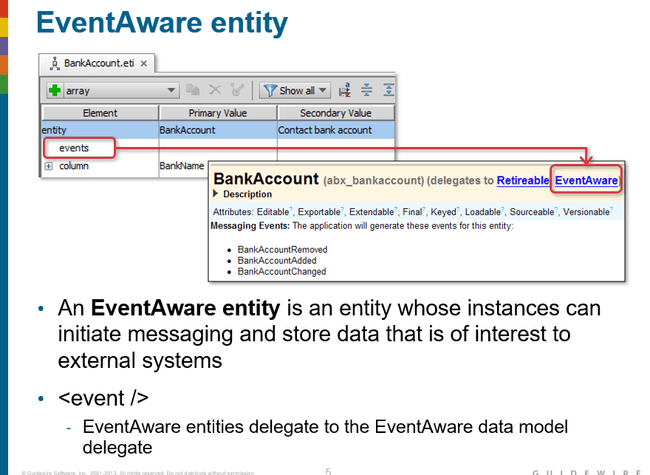 EventAware entity
BankAccount.eti ×
array
Show all
Element Primary Value Secondary Value
entity BankAccount Contact bank account
events
column BankName
BankAccount (abx_bankaccount) (delegates to Retireable EventAware)
Description
Attributes: Editable?, Exportable?, Extendable?, Final?, Keyed?, Loadable?, Sourceable?, Versionable?
Messaging Events: The application will generate these events for this entity:
• BankAccountRemoved
• BankAccountAdded
• BankAccountChanged
• An EventAware entity is an entity whose instances can
initiate messaging and store data that is of interest to
external systems
• <event />
- EventAware entities delegate to the EventAware data model
delegate
© Guidewire Software, Inc. 2001-2013. All rights reserved. Do not distribute without permission.
5
GUIDEWIRE